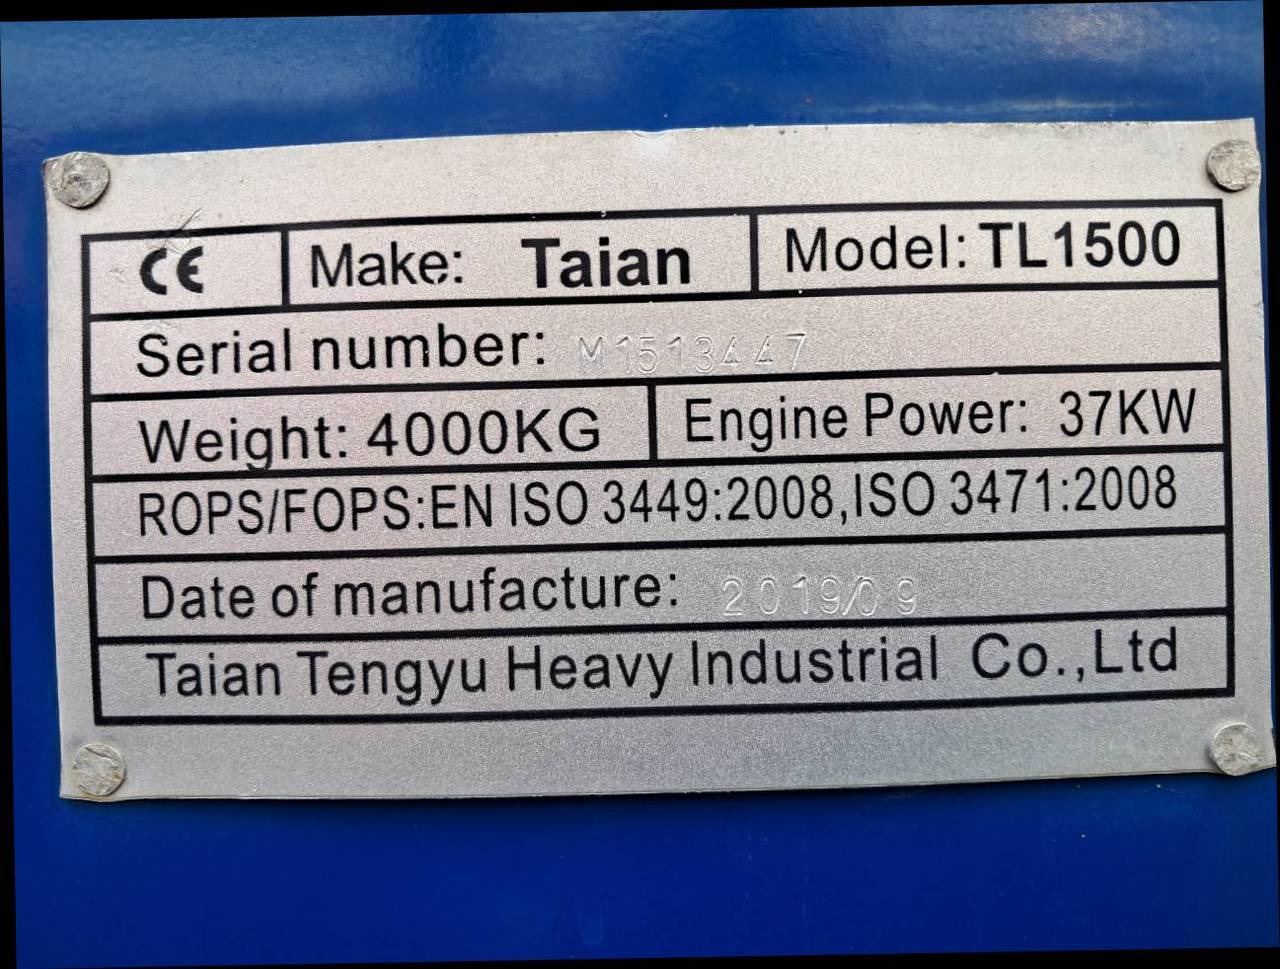 CE Make: Taian Model: TL1500
Serial number: M1513447
Weight: 4000KG Engine Power: 37KW
ROPS/FOPS:EN ISO 3449:2008,ISO 3471:2008
Date of manufacture: 2019/09
Taian Tengyu Heavy Industrial Co.,Ltd